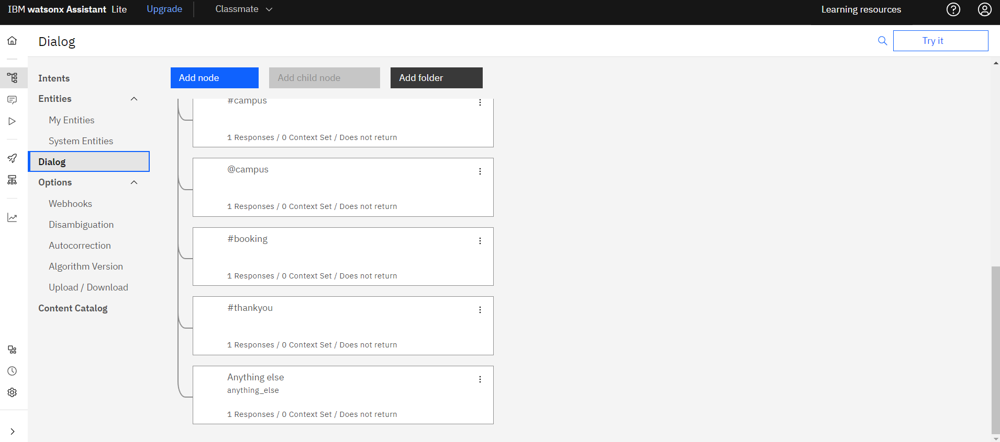 IBM watsonx Assistant Lite Upgrade Classmate Learning resources
Dialog
Try it
Intents
Entities
My Entities
System Entities
Dialog
Options
Webhooks
Disambiguation
Autocorrection
Algorithm Version
Upload / Download
Content Catalog
Add node Add child node Add folder
#campus
1 Responses / 0 Context Set / Does not return
@campus
1 Responses / 0 Context Set / Does not return
#booking
1 Responses / 0 Context Set / Does not return
#thankyou
1 Responses / 0 Context Set / Does not return
Anything else
anything_else
1 Responses / 0 Context Set / Does not return